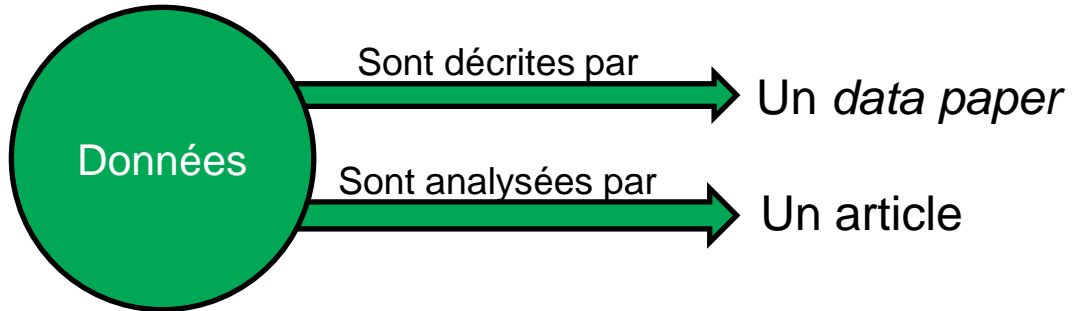 Données
Sont décrites par
Un data paper
Sont analysées par
Un article